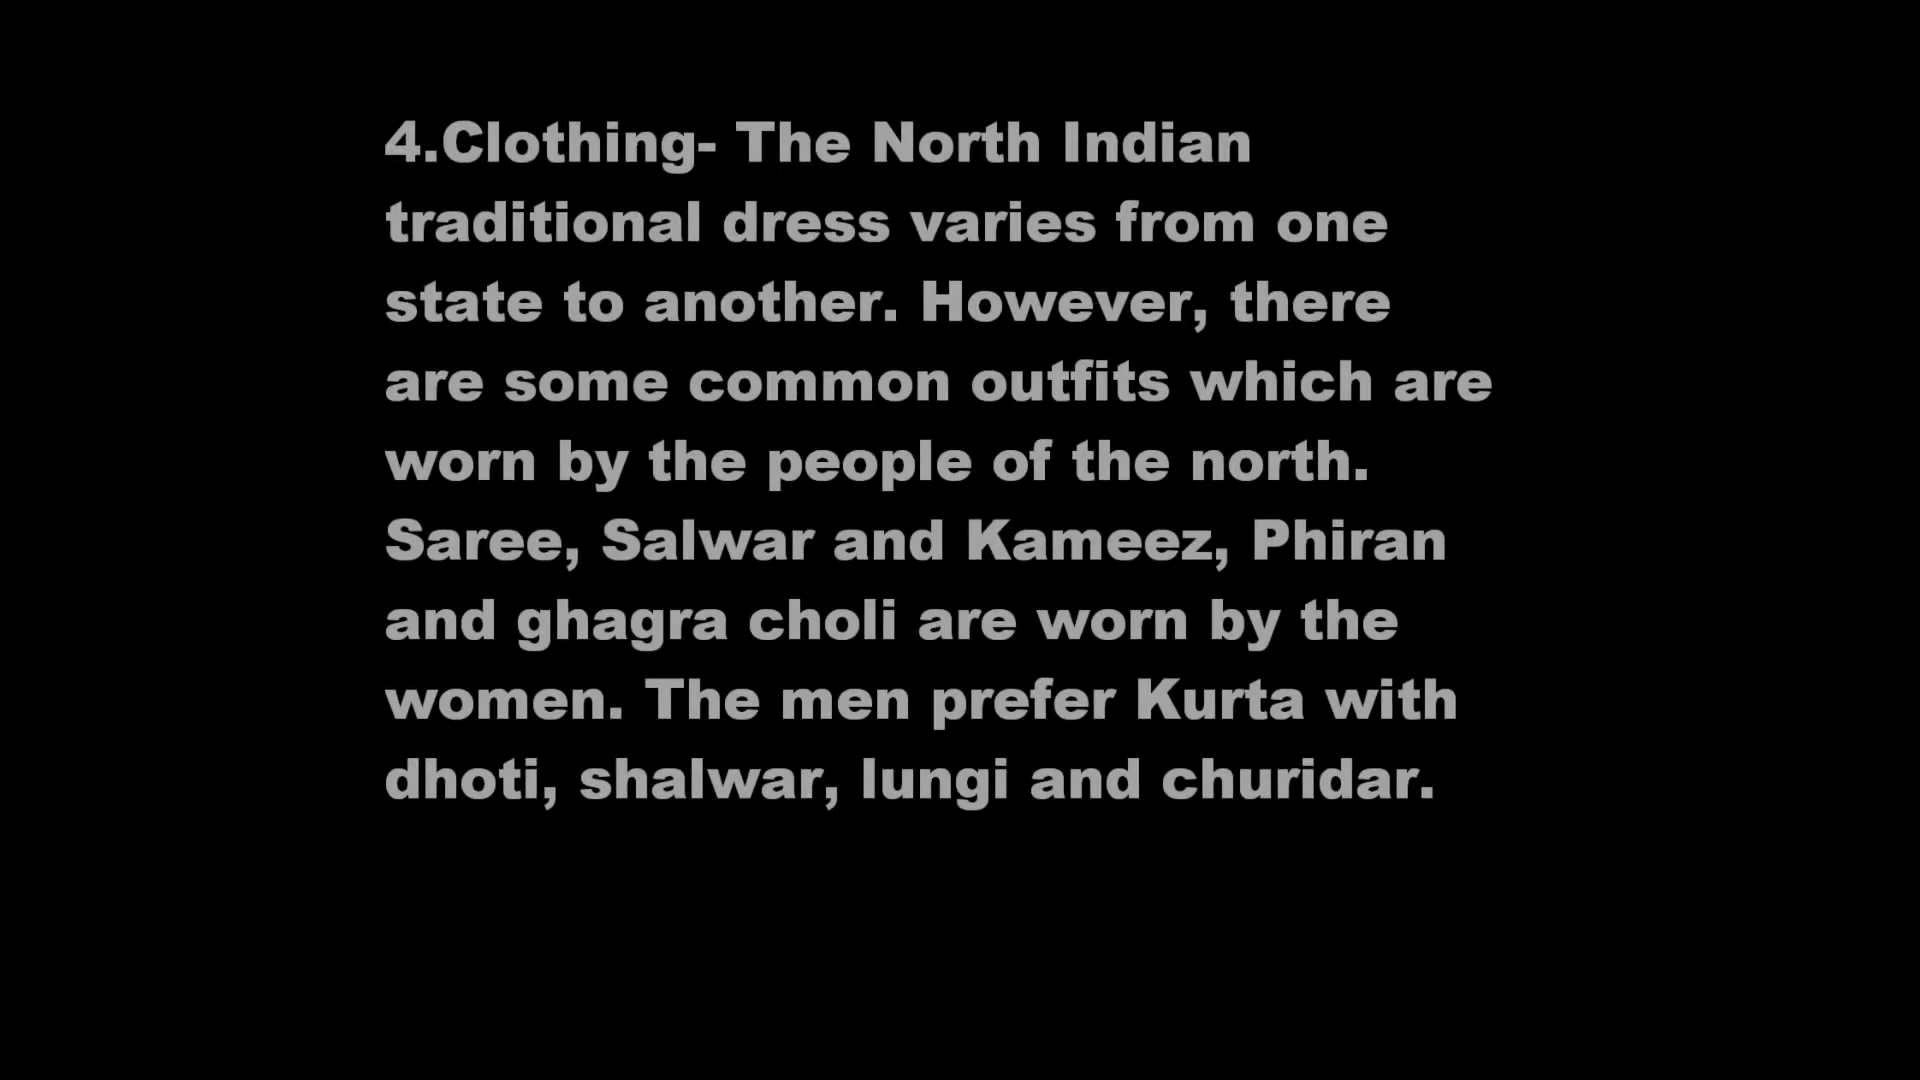 4.Clothing- The North Indian
traditional dress varies from one
state to another. However, there
are some common outfits which are
worn by the people of the north.
Saree, Salwar and Kameez, Phiran
and ghagra choli are worn by the
women. The men prefer Kurta with
dhoti, shalwar, lungi and churidar.